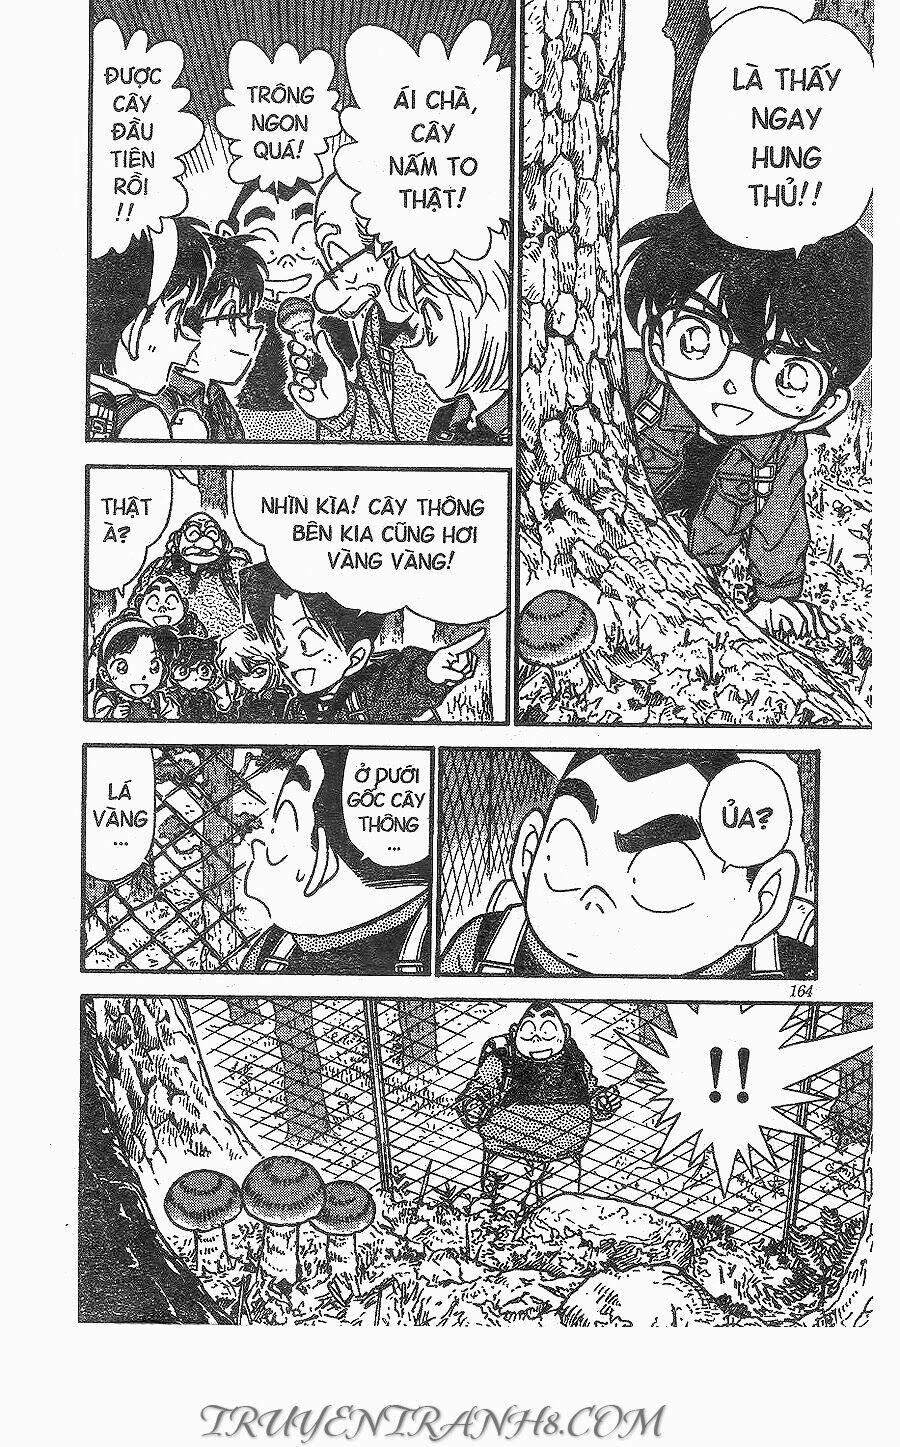 LÀ THẤY
NGAY
HUNG
THỦ!!
ÁI CHÀ,
CÂY
NẤM TO
THẬT!
TRÔNG
NGON
QUÁ!
ĐƯỢC
CÂY
ĐẦU
TIÊN
RỒI
!!
NHÌN KÌA! CÂY THÔNG
BÊN KIA CŨNG HƠI
VÀNG VÀNG!
THẬT
À?
ỦA?
Ở DƯỚI
GỐC CÂY
THÔNG
...
LÁ
VÀNG
...
164
!!
TRUYENTRANH8.COM